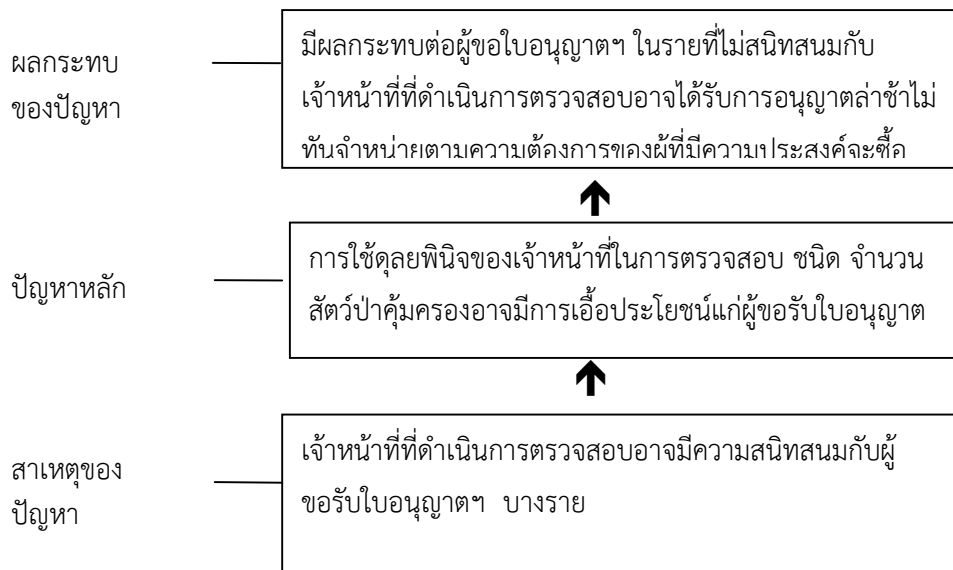 ผลกระทบ
ของปัญหา
มีผลกระทบต่อผู้ขอใบอนุญาตฯ ในรายที่ไม่สนิทสนมกับ
เจ้าหน้าที่ที่ดำเนินการตรวจสอบอาจได้รับการอนุญาตล่าช้าไม่
ทันจำหน่ายตามความต้องการของผู้ที่มีความประสงค์จะซื้อ
ปัญหาหลัก
การใช้ดุลยพินิจของเจ้าหน้าที่ในการตรวจสอบ ชนิด จำนวน
สัตว์ป่าคุ้มครองอาจมีการเอื้อประโยชน์แก่ผู้ขอรับใบอนุญาต
สาเหตุของ
ปัญหา
เจ้าหน้าที่ที่ดำเนินการตรวจสอบอาจมีความสนิทสนมกับผู้
ขอรับใบอนุญาตฯ บางราย